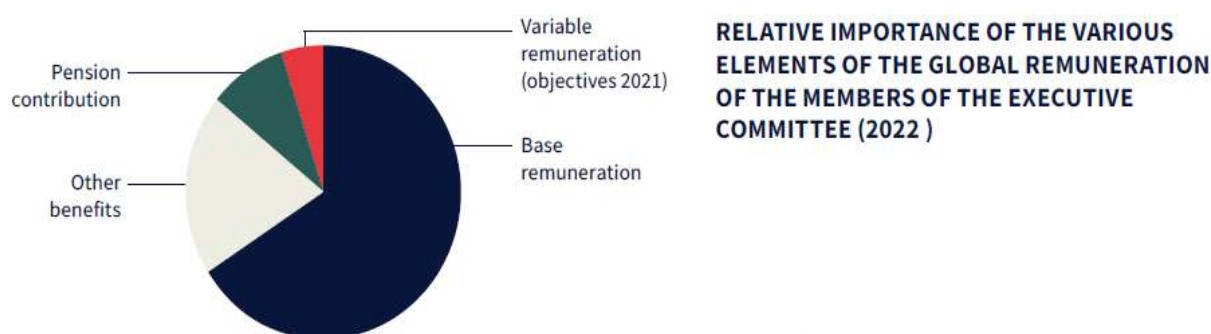 Variable
remuneration
(objectives 2021)
Pension
contribution
Base
remuneration
Other
benefits
RELATIVE IMPORTANCE OF THE VARIOUS
ELEMENTS OF THE GLOBAL REMUNERATION
OF THE MEMBERS OF THE EXECUTIVE
COMMITTEE (2022 )